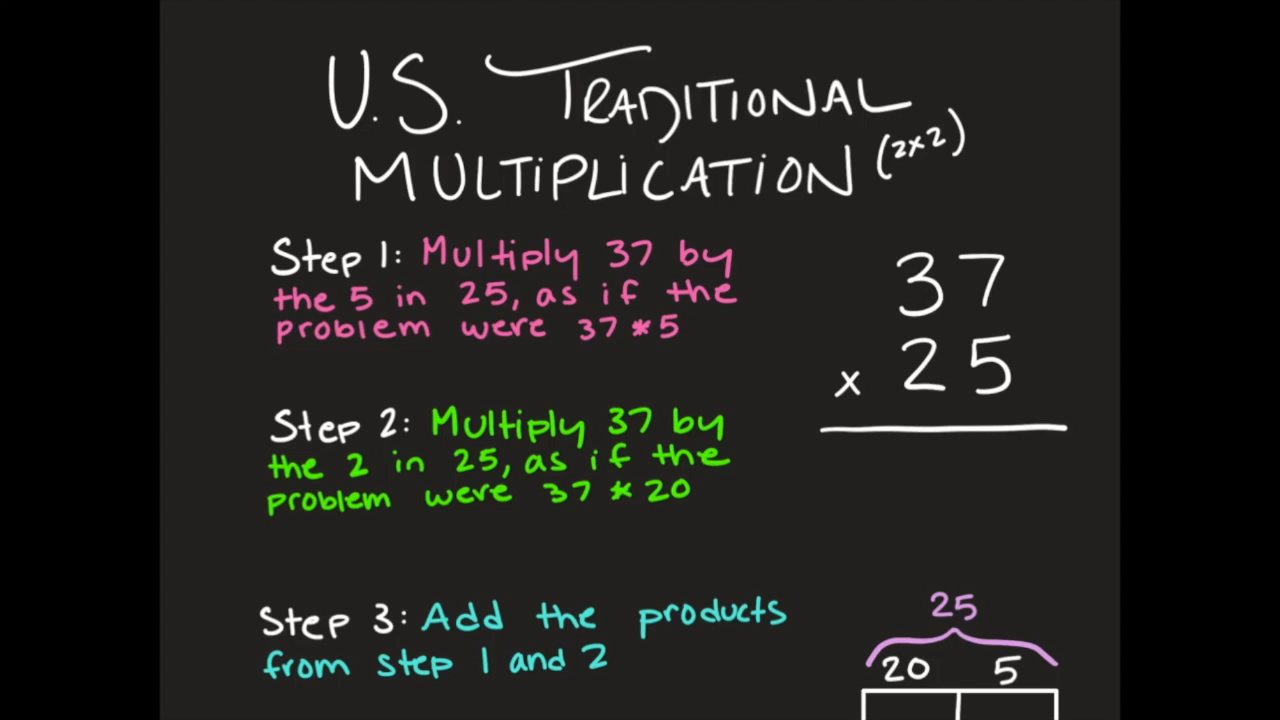 U.S. TRADITIONAL
MULTIPLICATION (2x2)
Step 1: Multiply 37 by
the 5 in 25, as if the
problem were 37 * 5
37
x 25
Step 2: Multiply 37 by
the 2 in 25, as if the
problem were 37 * 20
Step 3: Add the products
from step 1 and 2
25
20 5